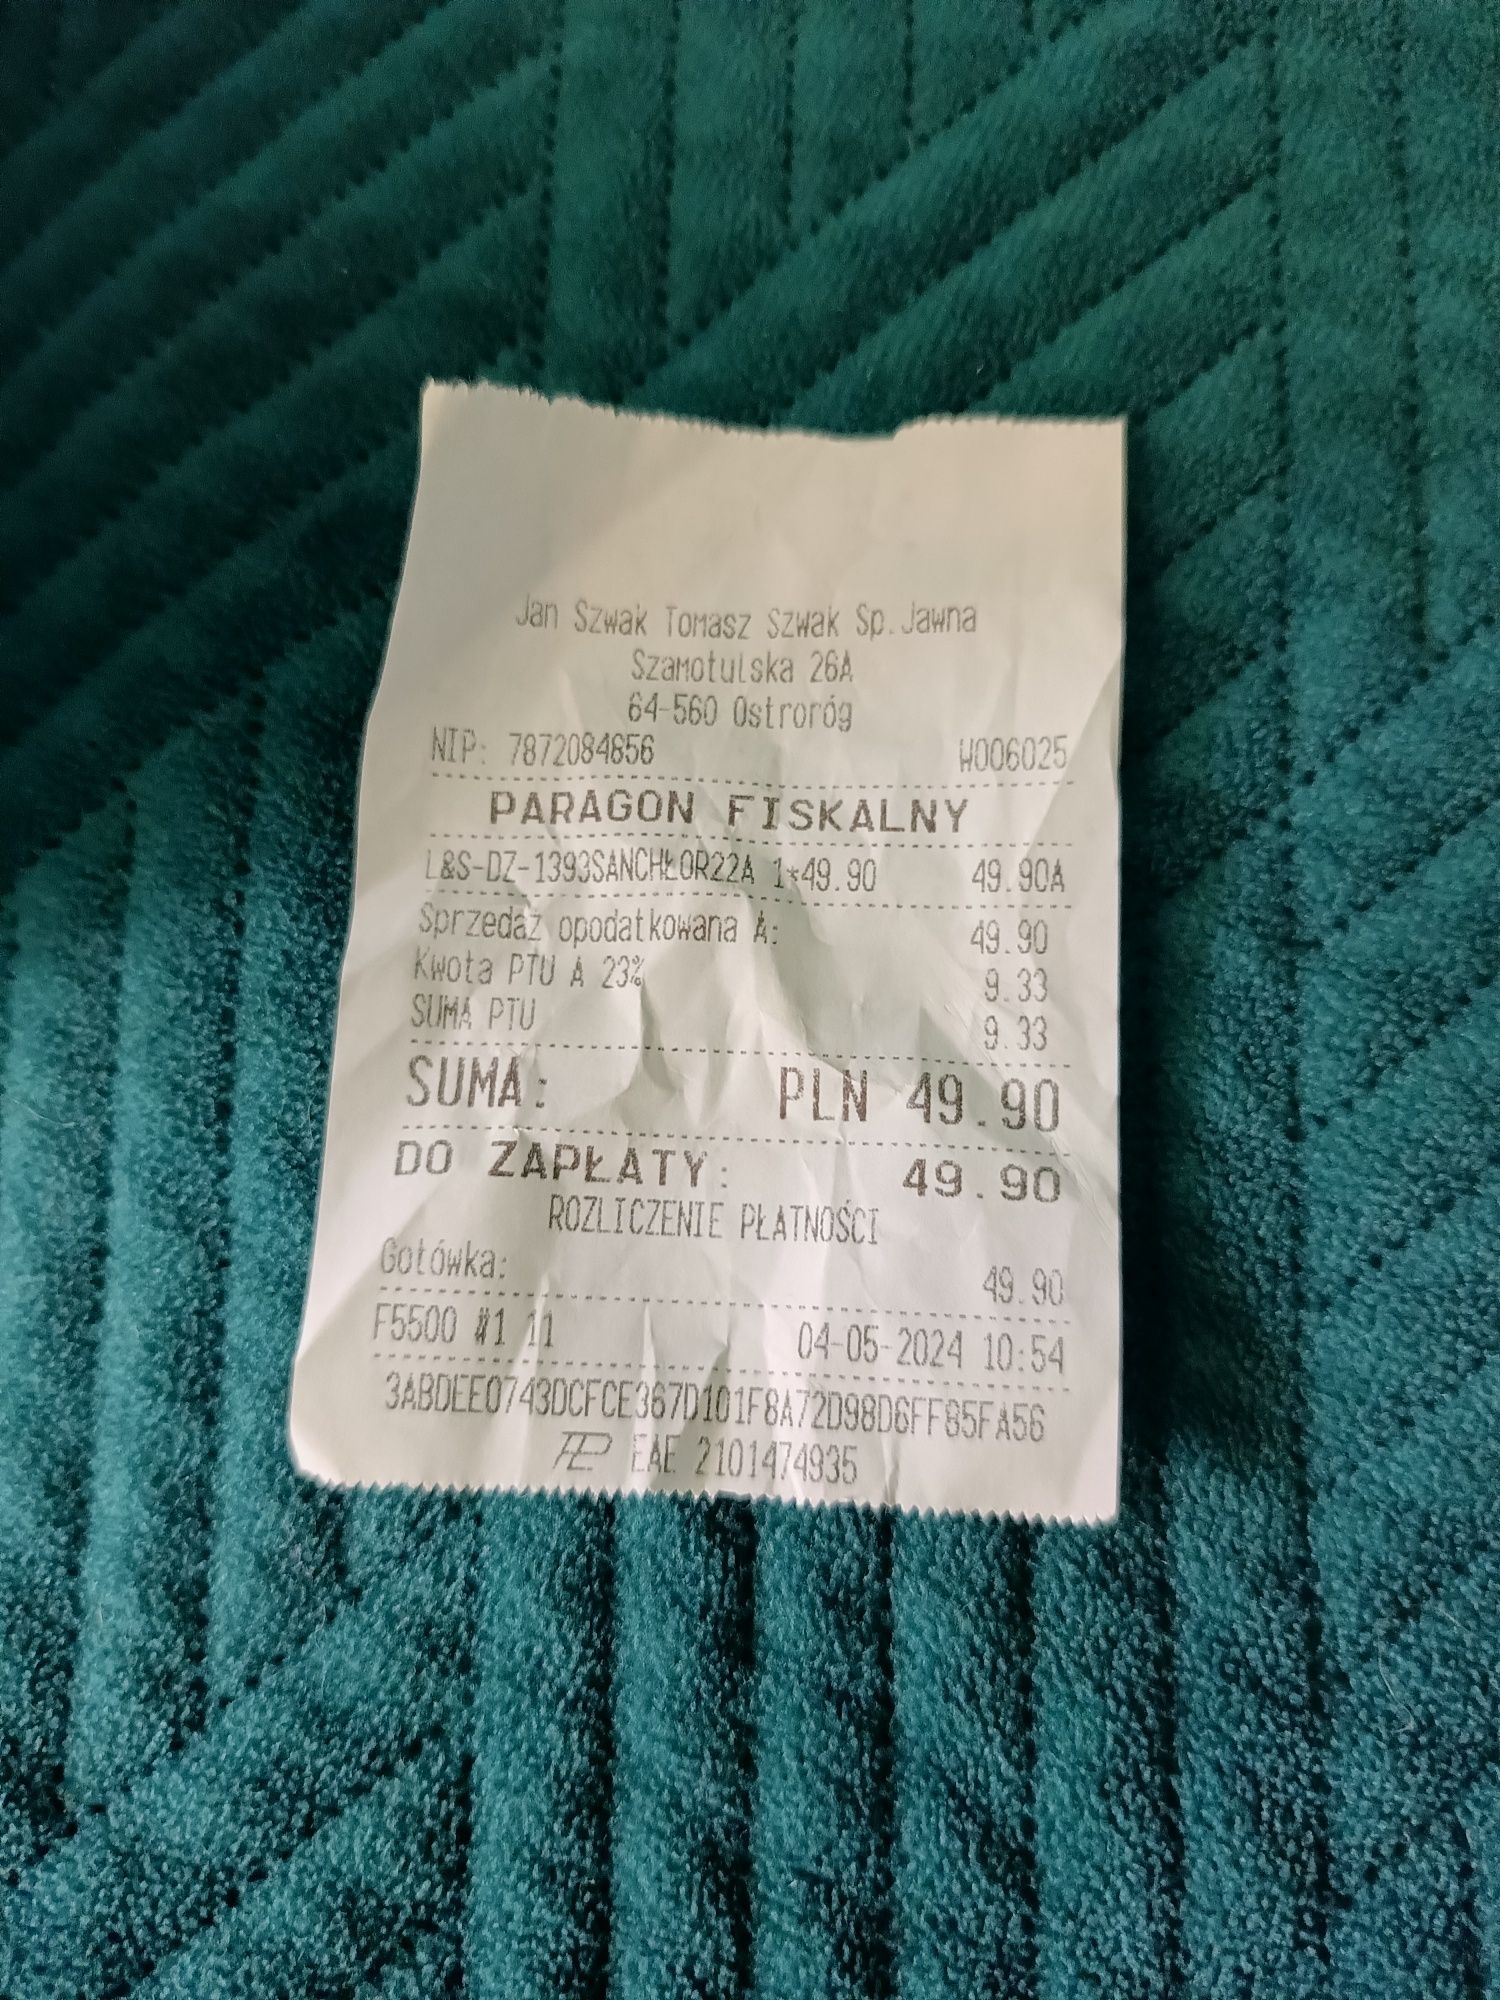 Jan Szwak Tomasz Szwak Sp.Jawna
Szamotulska 26A
64-560 Ostroróg
NIP: 7872084856 W006025
PARAGON FISKALNY
L&S-DZ-1393SANCHŁOR22A 1*49.90 49.90A
Sprzedaż opodatkowana A: 49.90
Kwota PTU A 23% 9.33
SUMA PTU 9.33
SUMA: PLN 49.90
DO ZAPŁATY: 49.90
ROZLICZENIE PŁATNOŚCI
Gotówka: 49.90
F5500 #1 11 04-05-2024 10:54
3ABDEE0743DCFCE367D101F8A72D98D6FF85FA56
EAE 2101474935